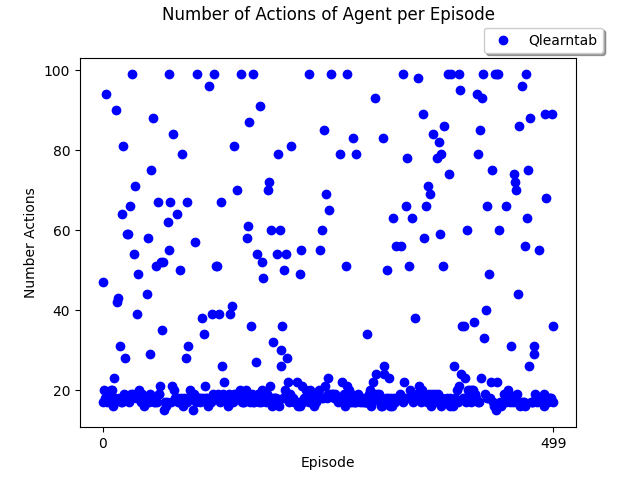 Number of Actions of Agent per Episode
Qlearntab
100
80
60
40
20
Number Actions
0
499
Episode